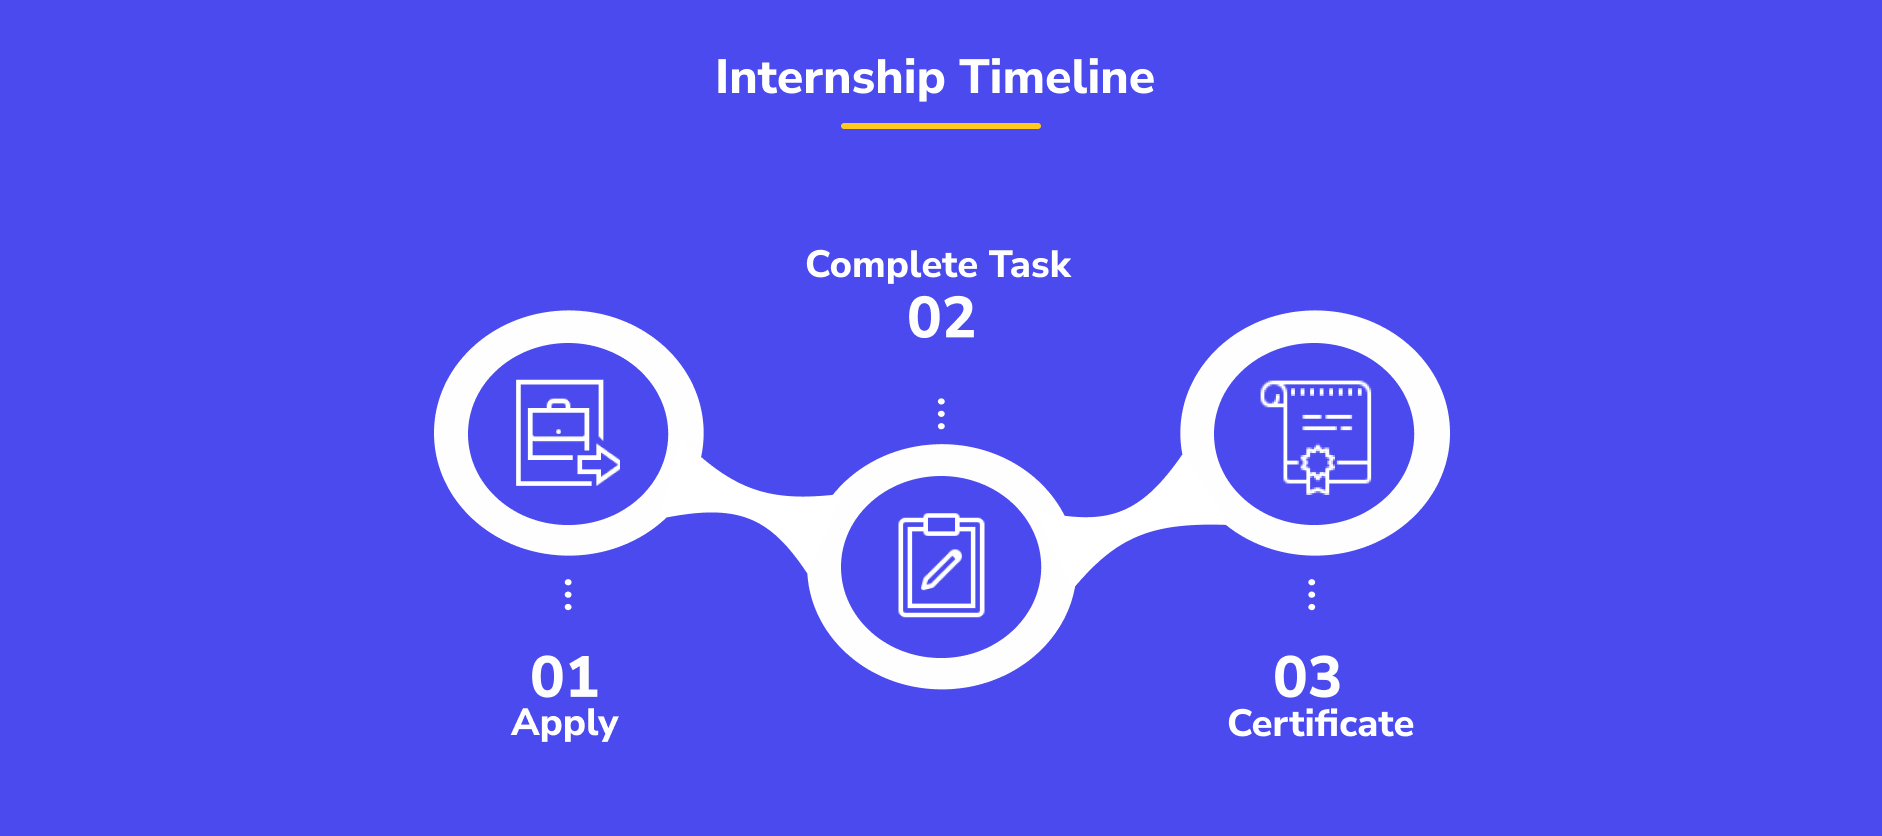 Internship Timeline
Complete Task
02
01
Apply
03
Certificate